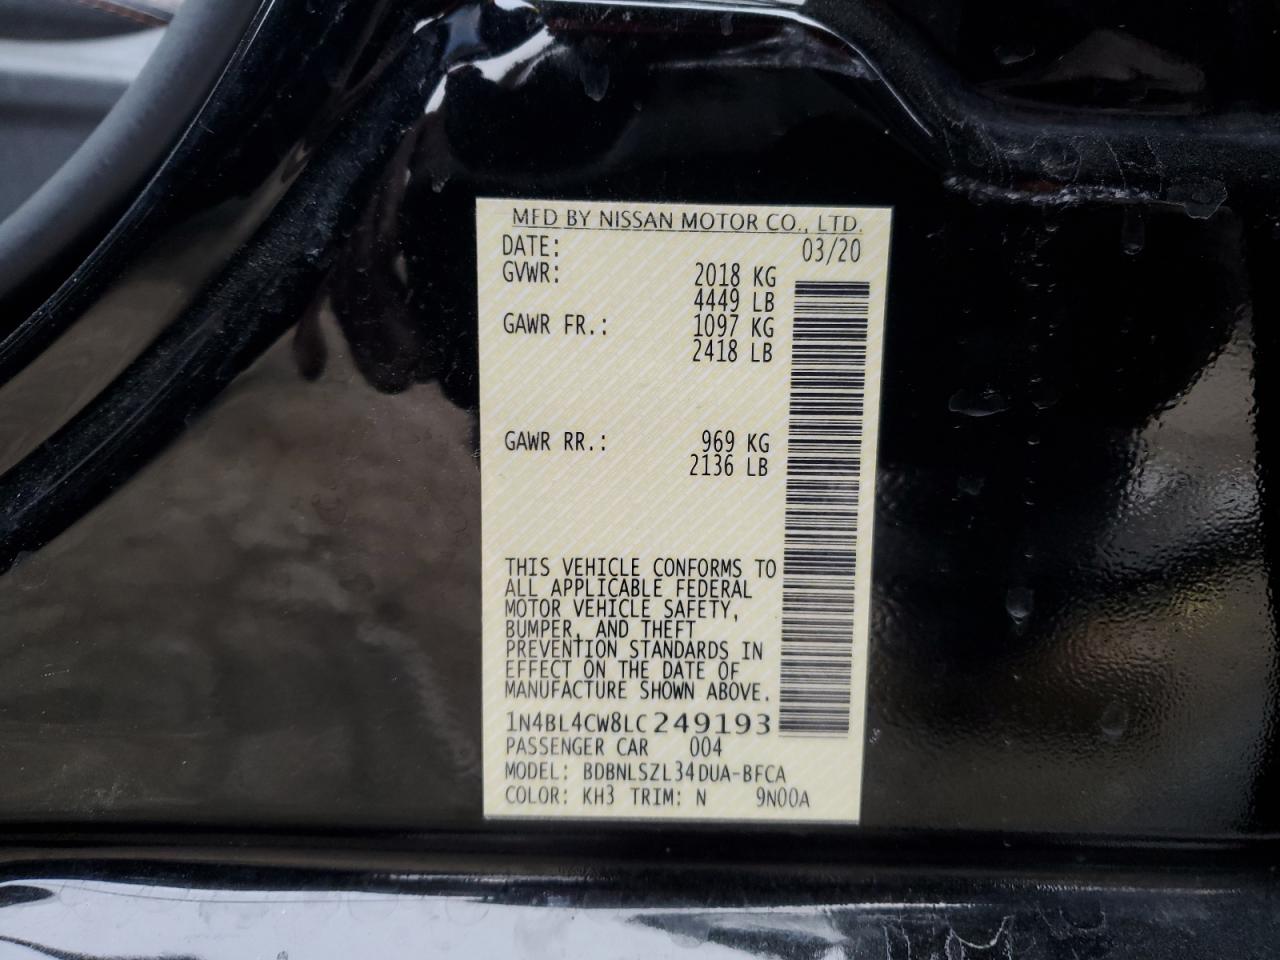 MFD BY NISSAN MOTOR CO., LTD.
DATE: 03/20
GVWR: 2018 KG
4449 LB
GAWR FR.: 1097 KG
2418 LB
GAWR RR.: 969 KG
2136 LB
THIS VEHICLE CONFORMS TO
ALL APPLICABLE FEDERAL
MOTOR VEHICLE SAFETY,
BUMPER, AND THEFT
PREVENTION STANDARDS IN
EFFECT ON THE DATE OF
MANUFACTURE SHOWN ABOVE.
1N4BL4CW8LC249193
PASSENGER CAR 004
MODEL: BDBNLSZL34DUA-BFCA
COLOR: KH3 TRIM: N 9N00A